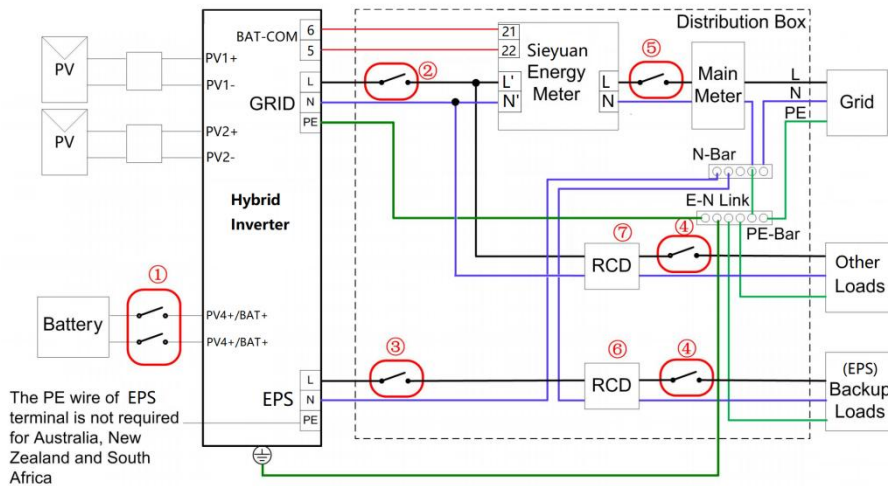 Distribution Box
BAT-COM
6
5
21
22
Sieyuan
Energy
Meter
L'
N'
L
N
⑤
Main
Meter
L
N
PE
Grid
PV
PV1+
PV1-
PV
PV2+
PV2-
GRID
L
N
PE
②
Hybrid
Inverter
N-Bar
E-N Link
PE-Bar
⑦
RCD
④
Other
Loads
①
Battery
PV4+/BAT+
PV4+/BAT+
③
EPS
L
N
PE
⑥
RCD
④
(EPS)
Backup
Loads
The PE wire of EPS
terminal is not required
for Australia, New
Zealand and South
Africa